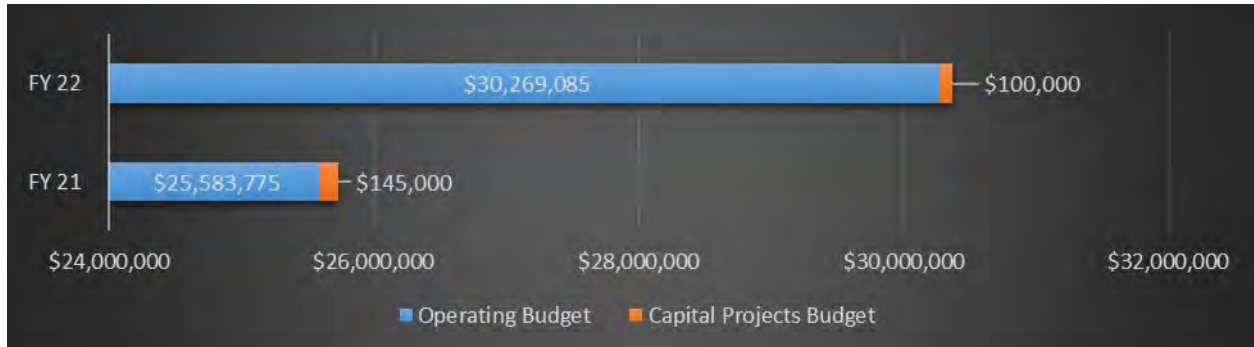 FY 22 $30,269,085 $100,000
FY 21 $25,583,775 $145,000
$24,000,000 $26,000,000 $28,000,000 $30,000,000 $32,000,000
Operating Budget Capital Projects Budget